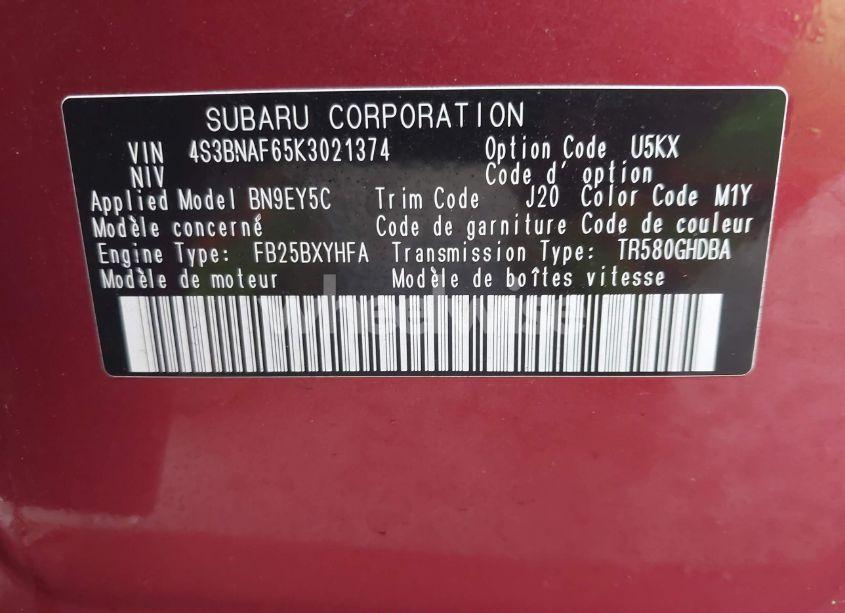 SUBARU CORPORATION
VIN 4S3BNAF65K3021374 Option Code U5KX
NIV Code d' option
Applied Model BN9EY5C Trim Code J20 Color Code M1Y
Modèle concerné Code de garniture Code de couleur
Engine Type: FB25BXYHFA Transmission Type: TR580GHDBA
Modèle de moteur Modèle de boîtes vitesse
wheelwise